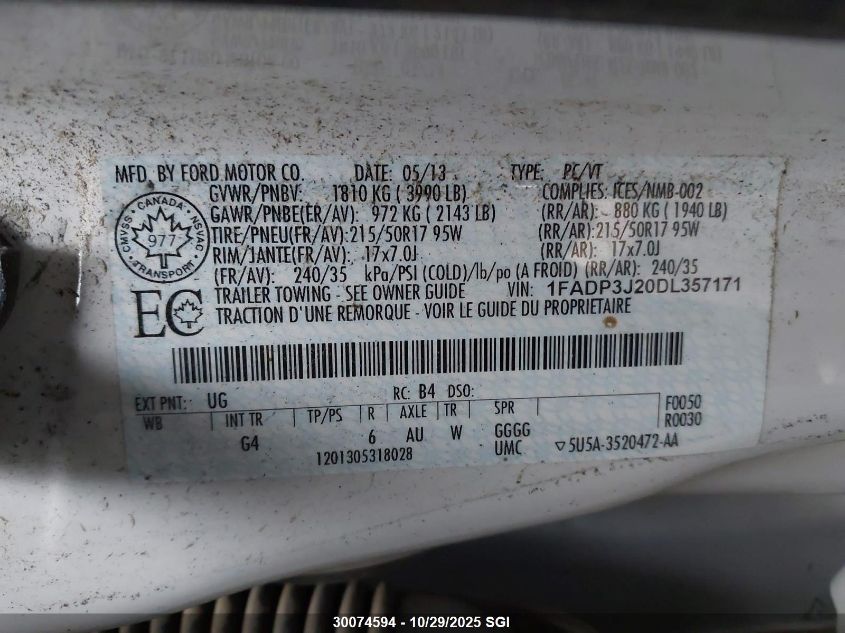 MFD. BY FORD MOTOR CO. DATE: 05/13 TYPE: PC/VT
GVWR/PNBV: 1810 KG ( 3990 LB) COMPLIES: ICES/NMB-002
GAWR/PNBE(ER/AV): 972 KG ( 2143 LB) (RR/AR): 880 KG ( 1940 LB)
TIRE/PNEU(FR/AV): 215/50R17 95W (RR/AR): 215/50R17 95W
RIM/JANTE(FR/AV): 17x7.0J (RR/AR): 17x7.0J
(FR/AV): 240/35 kPa/PSI (COLD)/lb/po (A FROID) (RR/AR): 240/35
TRAILER TOWING - SEE OWNER GUIDE VIN: 1FADP3J20DL357171
TRACTION D'UNE REMORQUE - VOIR LE GUIDE DU PROPRIETAIRE
CANADA
CMVSS NSVAC
977
TRANSPORT
EC
EXT PNT: UG RC: B4 DSO:
WB INT TR TP/PS R AXLE TR SPR F0050
G4 6 AU W GGGG R0030
UMC
1201305318028 ▽5U5A-3520472-AA
30074594 - 10/29/2025 SGI